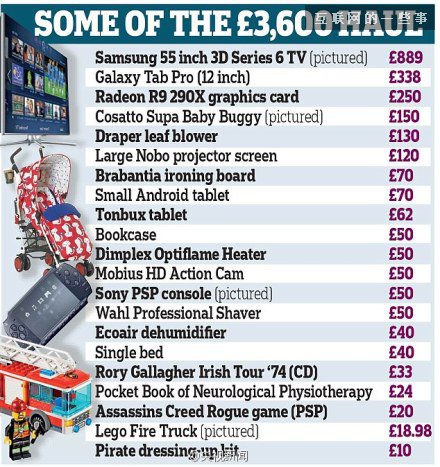 互联网的一些事
SOME OF THE £3,600 HAUL
Samsung 55 inch 3D Series 6 TV (pictured) £889
Galaxy Tab Pro (12 inch) £338
Radeon R9 290X graphics card £250
Cosatto Supa Baby Buggy (pictured) £150
Draper leaf blower £130
Large Nobo projector screen £120
Brabantia ironing board £70
Small Android tablet £70
Tonbux tablet £62
Bookcase £50
Dimplex Optiflame Heater £50
Mobius HD Action Cam £50
Sony PSP console (pictured) £50
Wahl Professional Shaver £50
Ecoair dehumidifier £40
Single bed £40
Rory Gallagher Irish Tour ‘74 (CD) £33
Pocket Book of Neurological Physiotherapy £24
Assassins Creed Rogue game (PSP) £20
Lego Fire Truck (pictured) £18.98
Pirate dressing up kit £10
@央视新闻